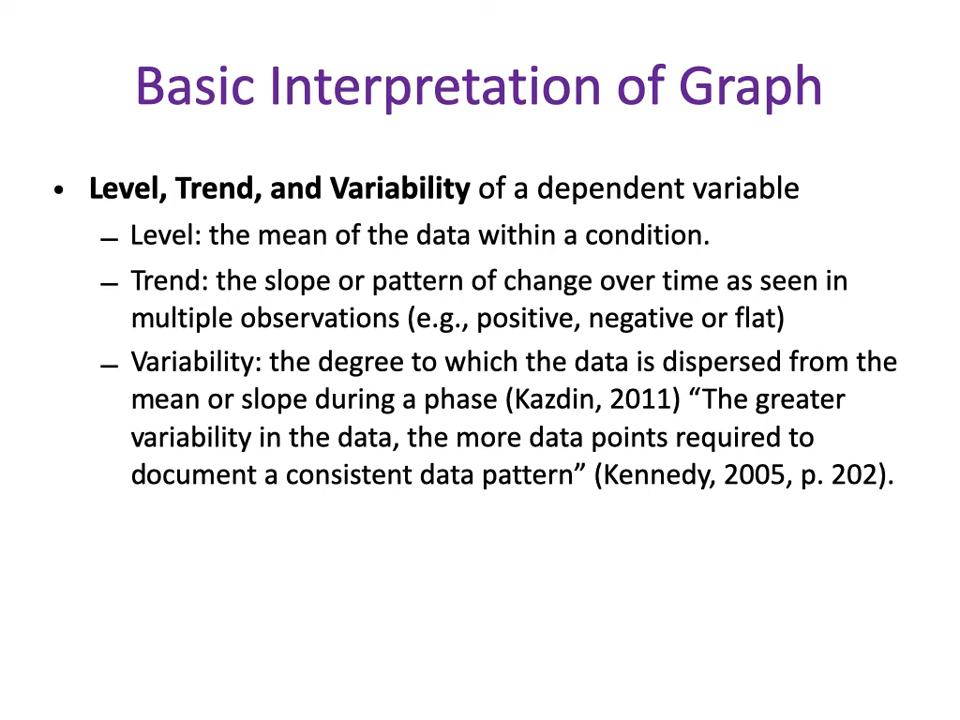 Basic Interpretation of Graph
• Level, Trend, and Variability of a dependent variable
– Level: the mean of the data within a condition.
– Trend: the slope or pattern of change over time as seen in
multiple observations (e.g., positive, negative or flat)
– Variability: the degree to which the data is dispersed from the
mean or slope during a phase (Kazdin, 2011) “The greater
variability in the data, the more data points required to
document a consistent data pattern” (Kennedy, 2005, p. 202).